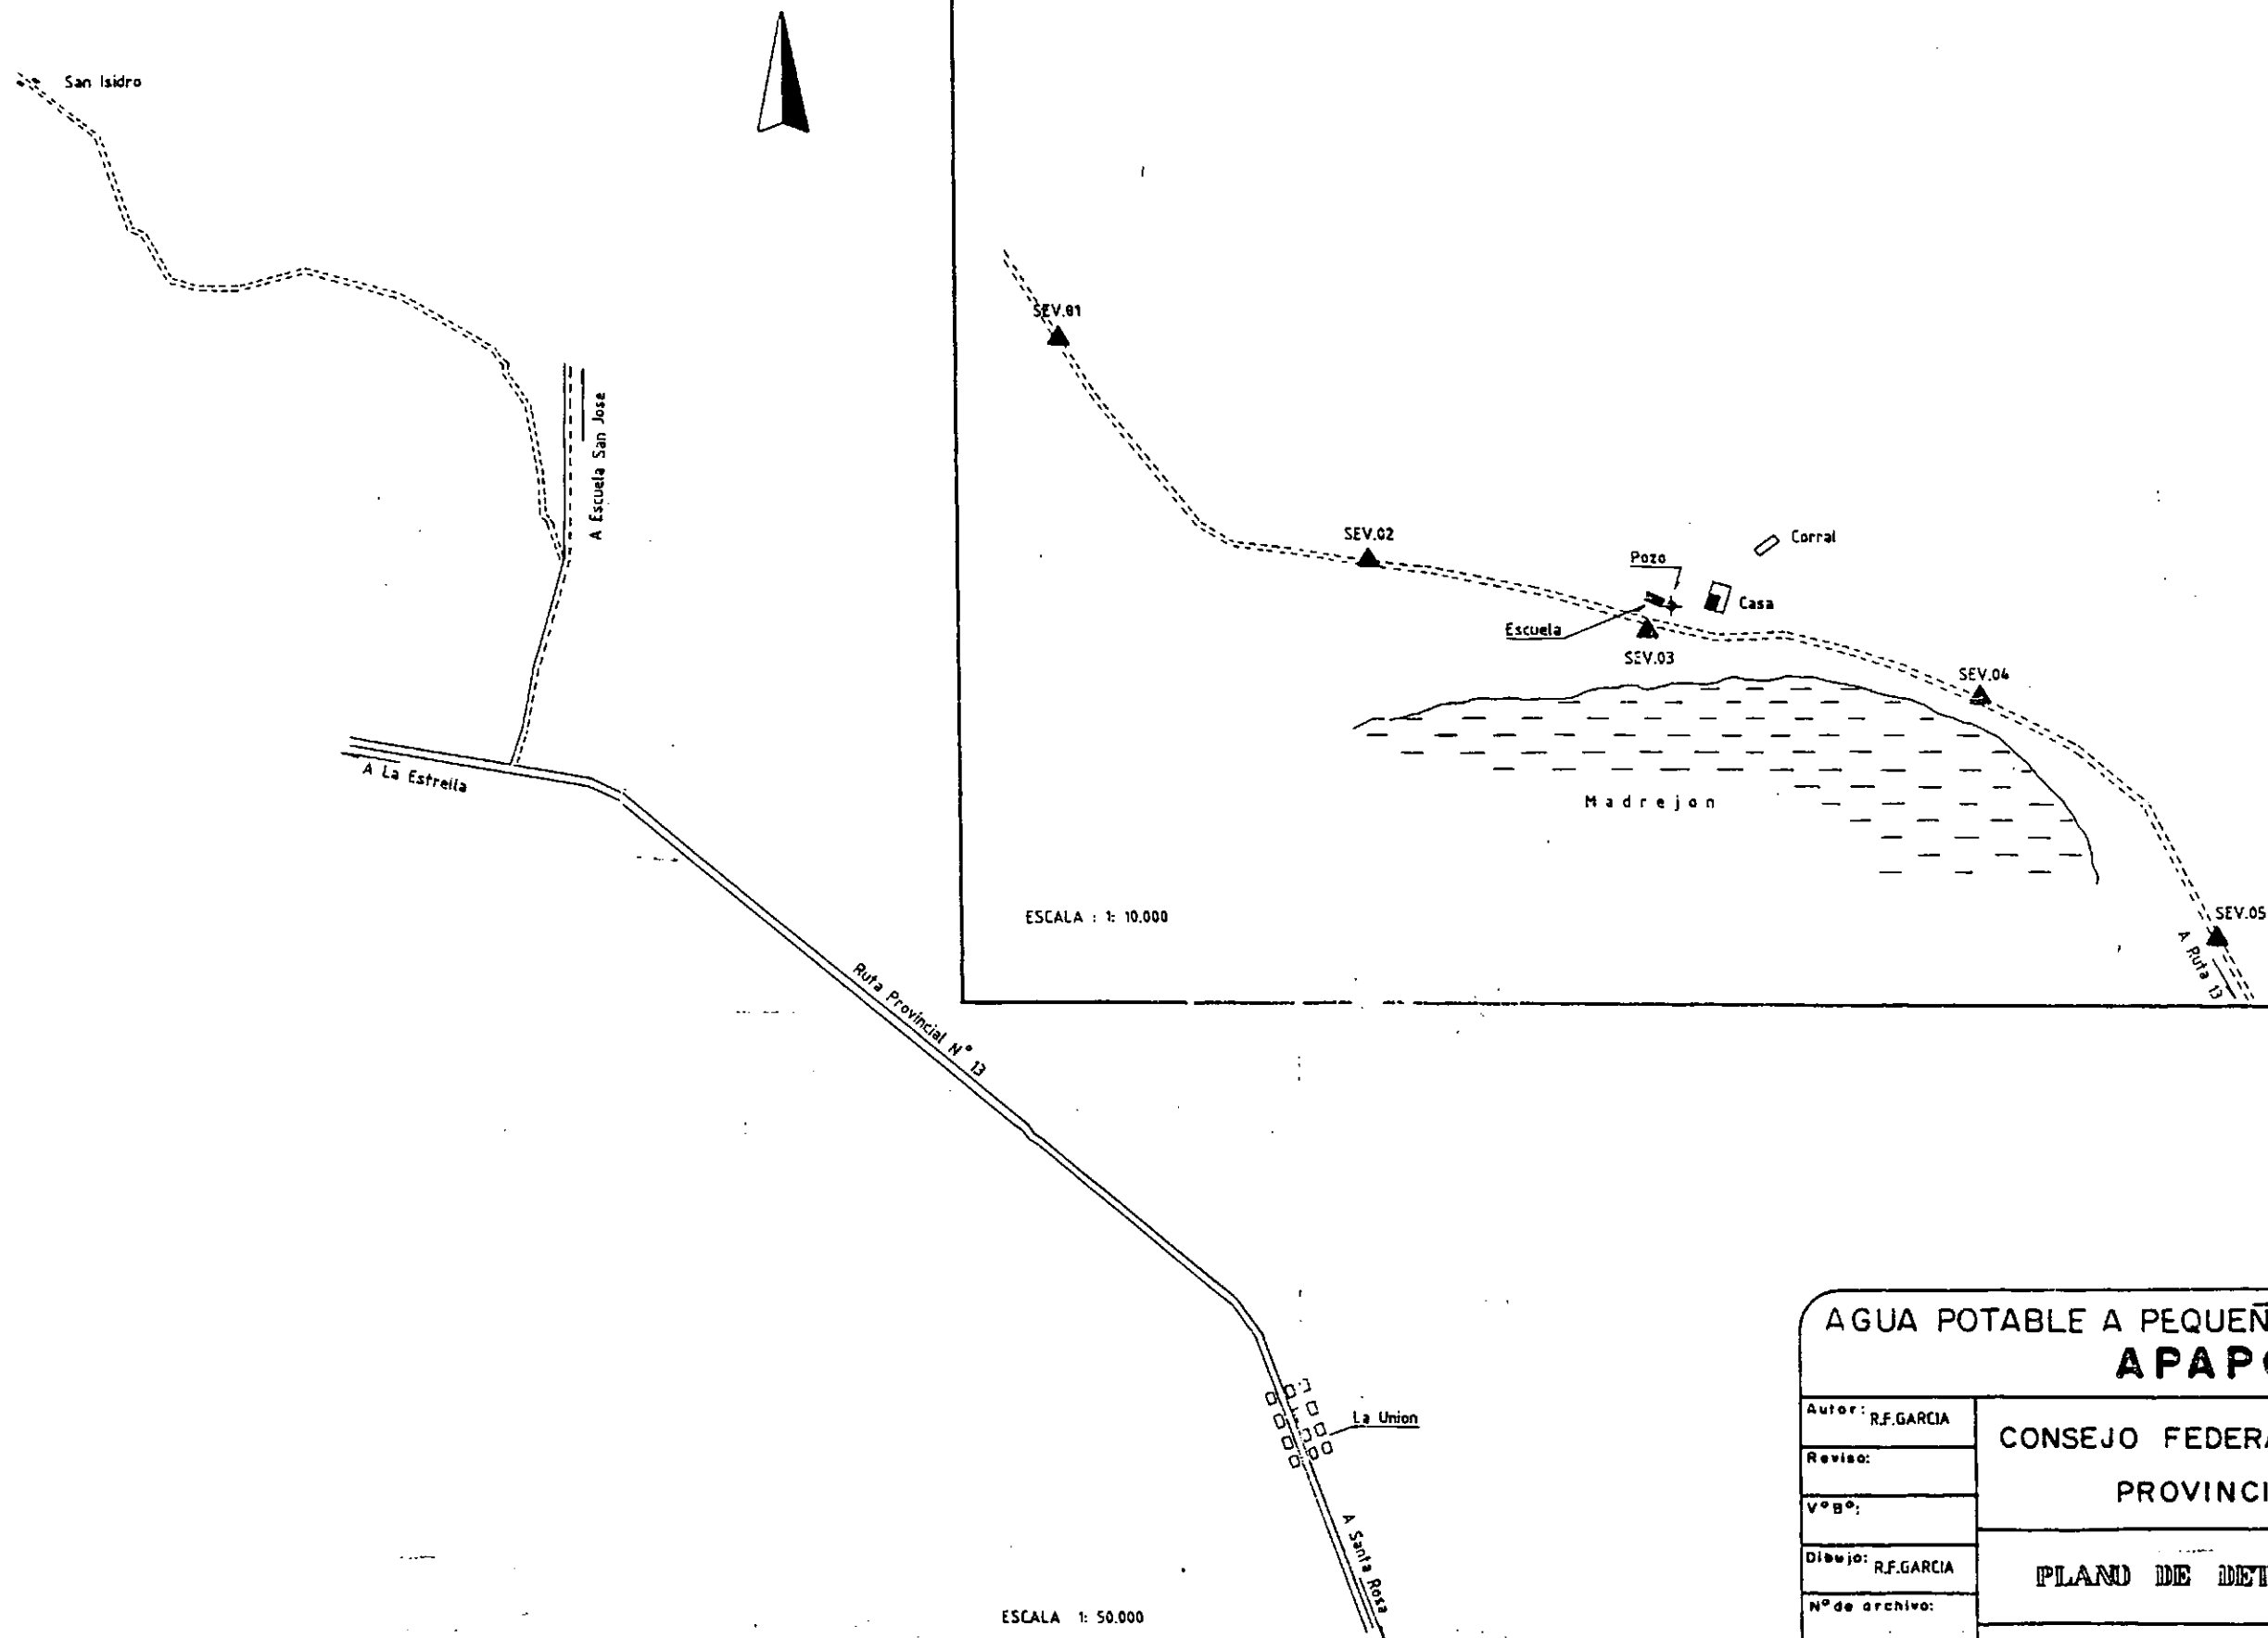 San Isidro
A Escuela San Jose
A La Estrella
Ruta Provincial N° 13
La Union
A Santa Rosa
ESCALA 1: 50.000
SEV.01
SEV.02
Pozo
Corral
Casa
Escuela
SEV.03
SEV.04
Madrejon
SEV.05
A Ruta 13
ESCALA : 1: 10.000
AGUA POTABLE A PEQUEÑ
APAP
Autor: R.F.GARCIA
CONSEJO FEDERA
Reviso:
PROVINCI
V°B°:
Dibujo: R.F.GARCIA
PLANO DE DET
N° de archivo: